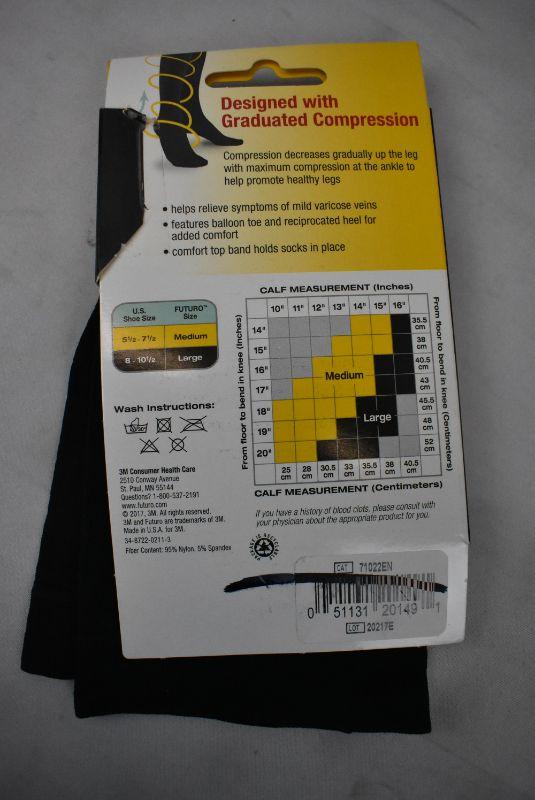 Designed with
Graduated Compression
Compression decreases gradually up the leg
with maximum compression at the ankle to
help promote healthy legs
• helps relieve symptoms of mild varicose veins
• features balloon toe and reciprocated heel for
added comfort
• comfort top band holds socks in place
U.S. Shoe Size FUTURO™ Size
5½ - 7½ Medium
8 - 10½ Large
Wash Instructions:
3M Consumer Health Care
2510 Conway Avenue
St. Paul, MN 55144
Questions? 1-800-537-2191
www.futuro.com
© 2017, 3M. All rights reserved.
3M and Futuro are trademarks of 3M.
Made in U.S.A. for 3M.
34-8722-0211-3
Fiber Content: 95% Nylon, 5% Spandex
CALF MEASUREMENT (Inches)
10" 11" 12" 13" 14" 15" 16"
From floor to bend in knee (Inches)
14"
15"
16"
17"
18"
19"
20"
Medium
Large
35.5 cm
38 cm
40.5 cm
43 cm
45.5 cm
48 cm
52 cm
From floor to bend in knee (Centimeters)
25 cm 28 cm 30.5 cm 33 cm 35.5 cm 38 cm 40.5 cm
CALF MEASUREMENT (Centimeters)
If you have a history of blood clots, please consult with
your physician about the appropriate product for you.
CAT 71022EN
0 51131 20149 1
LOT 20217E